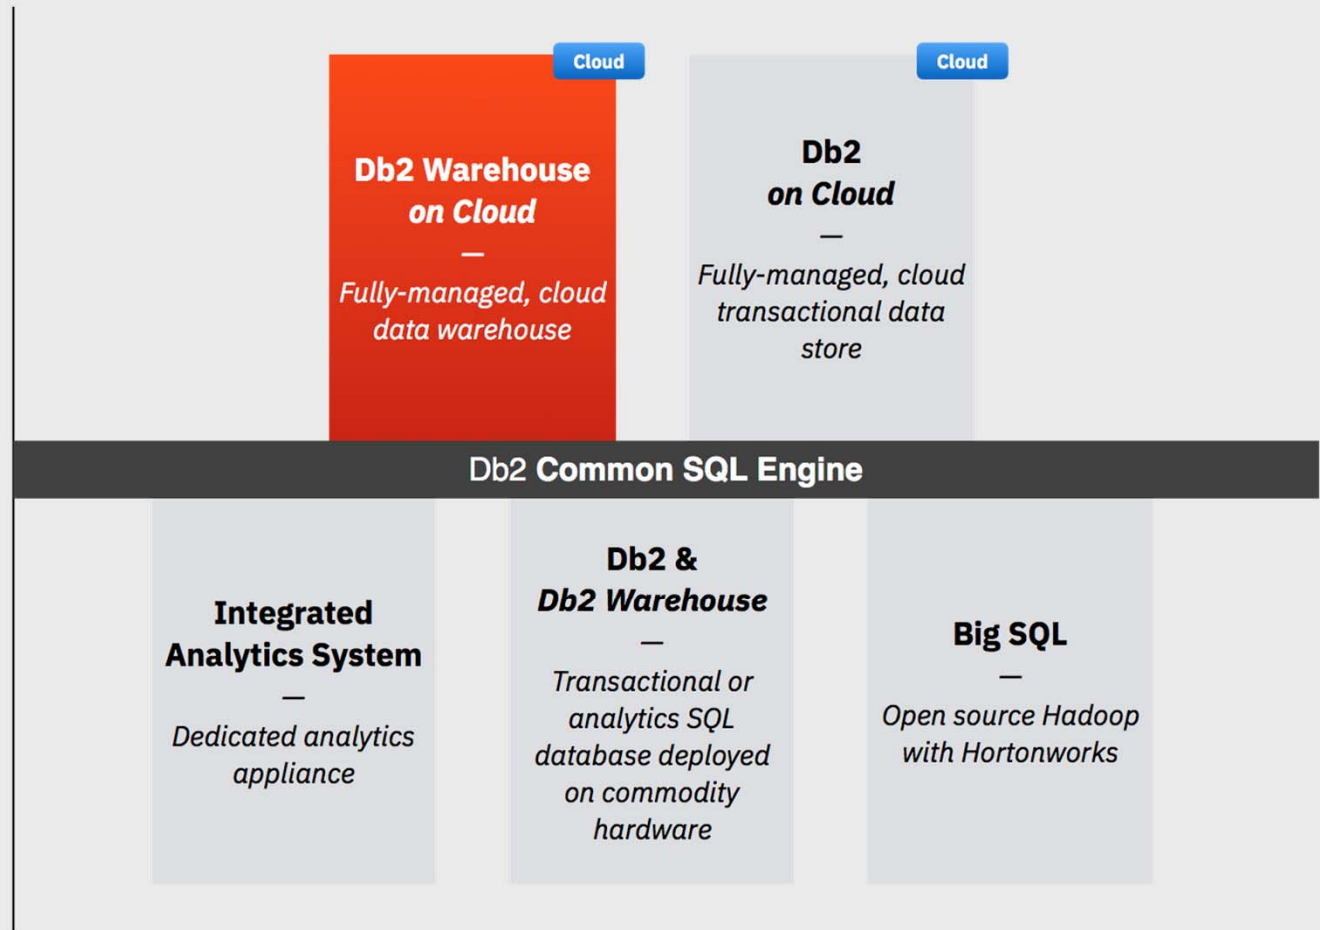 Cloud
Db2 Warehouse
on Cloud
—
Fully-managed, cloud
data warehouse
Cloud
Db2
on Cloud
—
Fully-managed, cloud
transactional data
store
Db2 Common SQL Engine
Integrated
Analytics System
—
Dedicated analytics
appliance
Db2 &
Db2 Warehouse
—
Transactional or
analytics SQL
database deployed
on commodity
hardware
Big SQL
—
Open source Hadoop
with Hortonworks